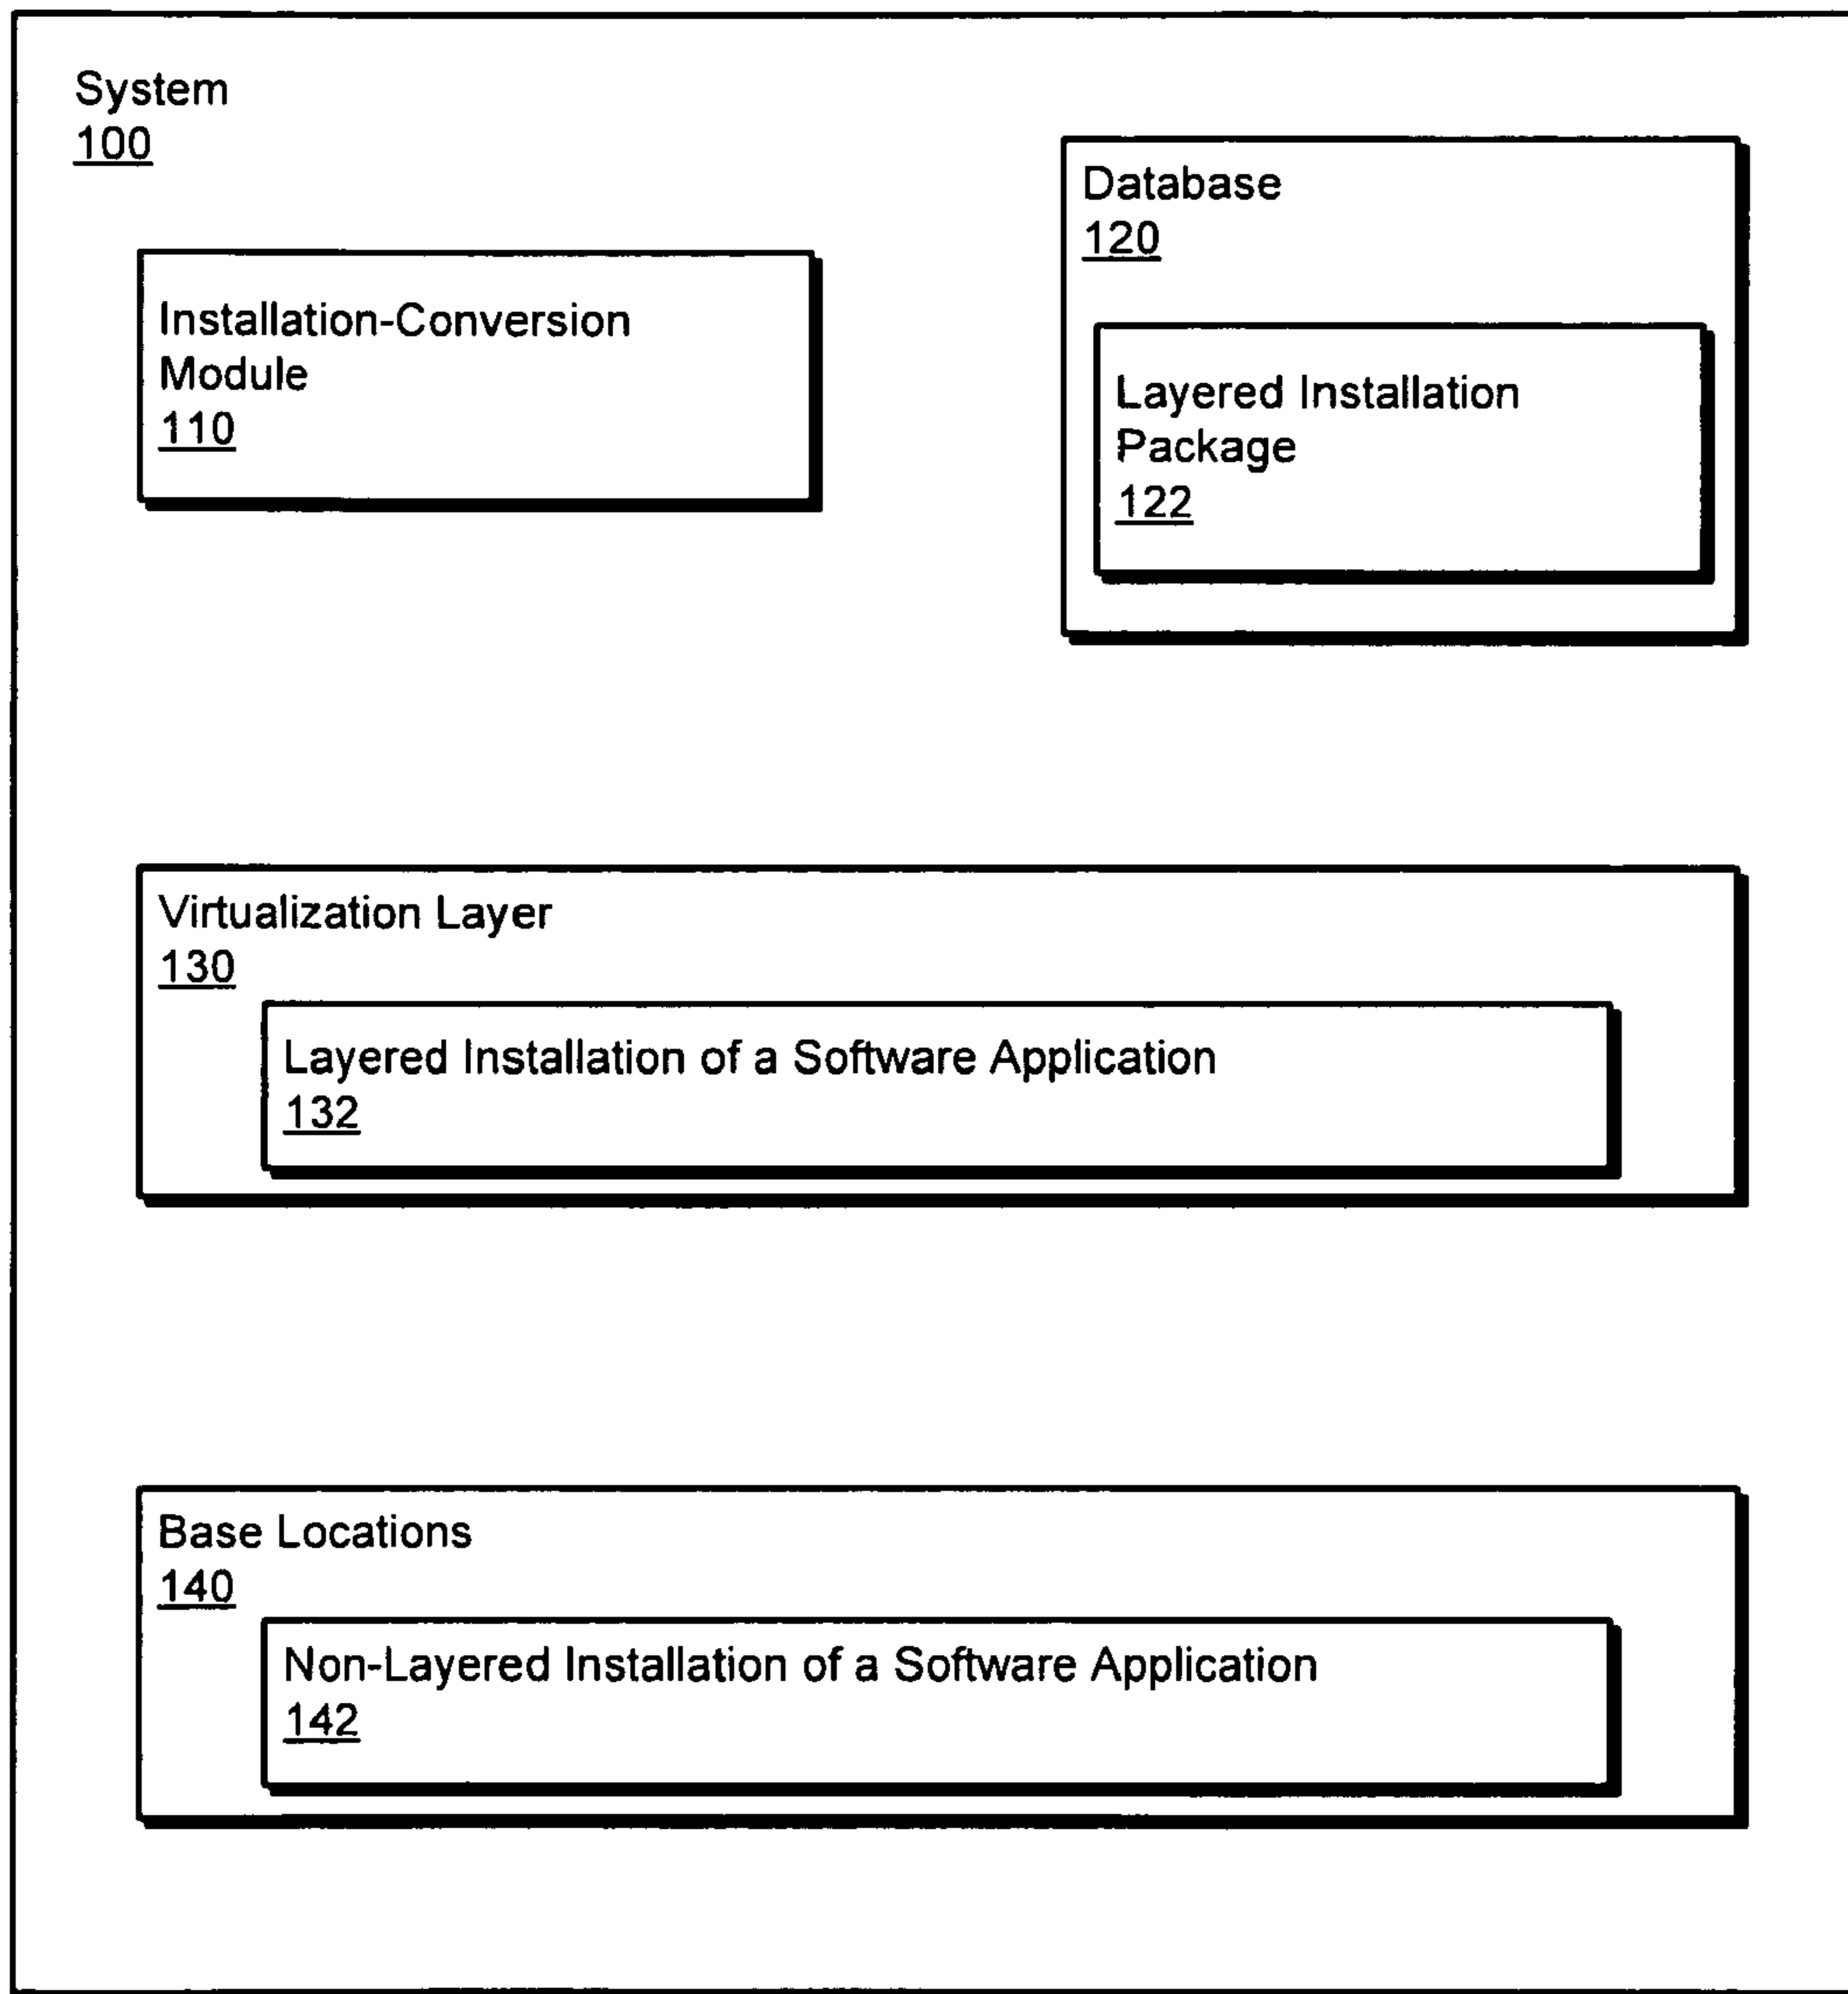 System
100
Database
120
Installation-Conversion
Module
110
Layered Installation
Package
122
Virtualization Layer
130
Layered Installation of a Software Application
132
Base Locations
140
Non-Layered Installation of a Software Application
142